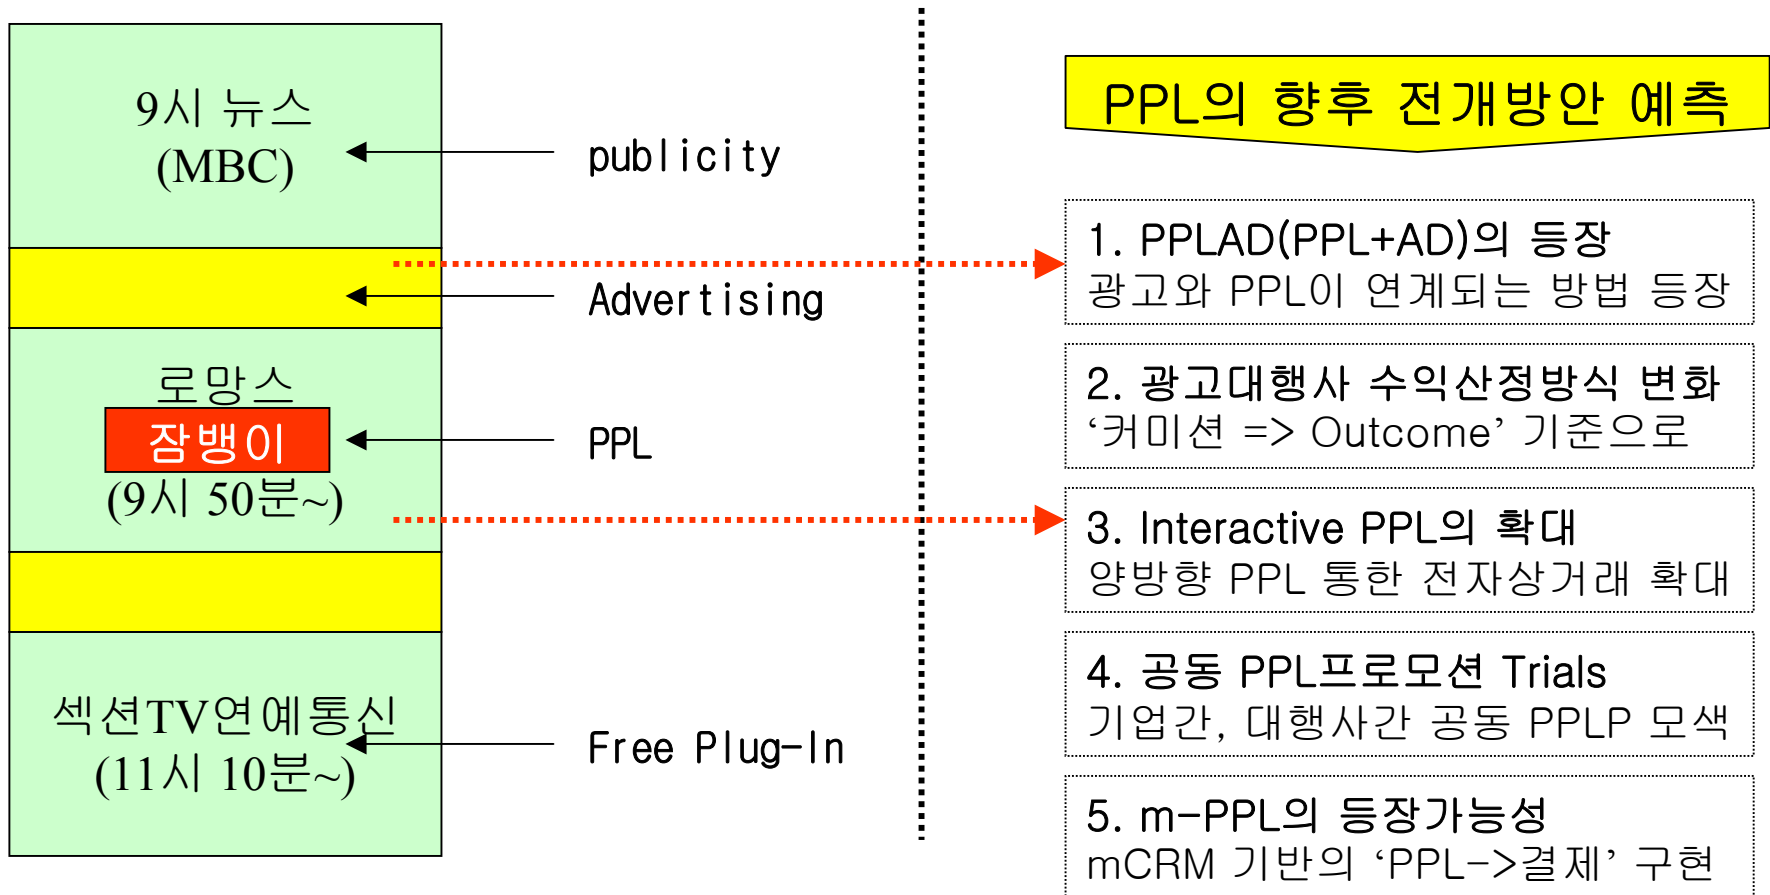 9시 뉴스
(MBC)
publicity
Advertising
로망스
잠뱅이
(9시 50분~)
PPL
섹션TV연예통신
(11시 10분~)
Free Plug-In
PPL의 향후 전개방안 예측
1. PPLAD(PPL+AD)의 등장
광고와 PPL이 연계되는 방법 등장
2. 광고대행사 수익산정방식 변화
‘커미션 => Outcome’ 기준으로
3. Interactive PPL의 확대
양방향 PPL 통한 전자상거래 확대
4. 공동 PPL프로모션 Trials
기업간, 대행사간 공동 PPLP 모색
5. m-PPL의 등장가능성
mCRM 기반의 ‘PPL->결제’ 구현